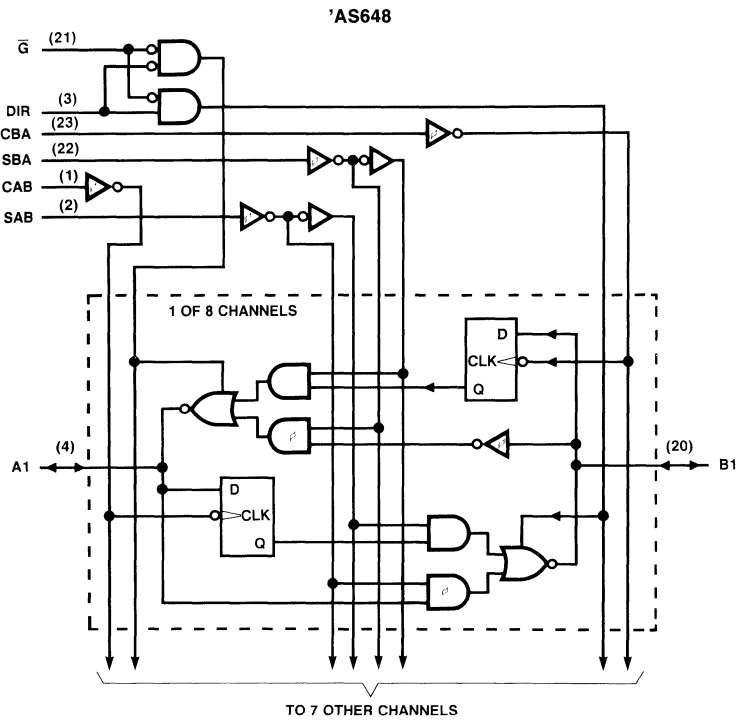 'AS648
G̅ (21)
DIR (3)
CBA (23)
SBA (22)
CAB (1)
SAB (2)
1 OF 8 CHANNELS
D
CLK
Q
A1 (4)
(20) B1
D
CLK
Q
TO 7 OTHER CHANNELS